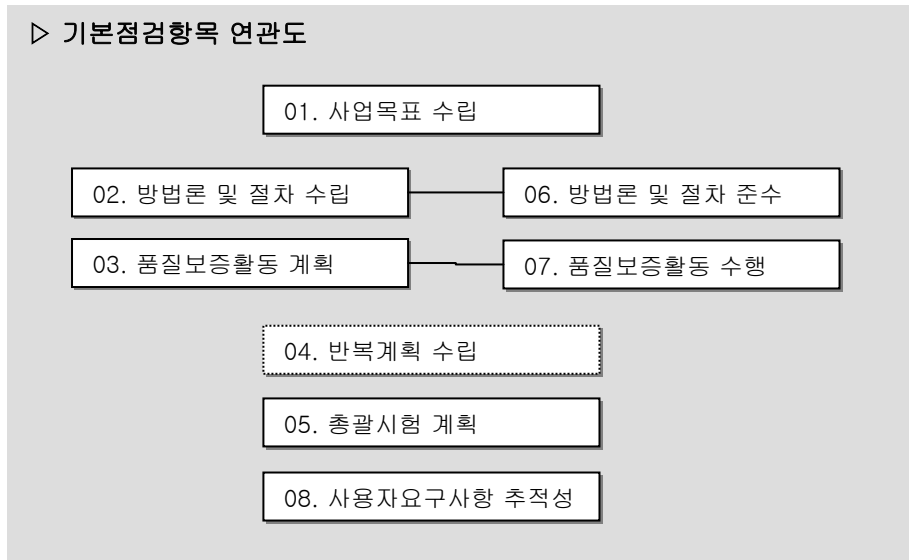 ▷ 기본점검항목 연관도
01. 사업목표 수립
02. 방법론 및 절차 수립
06. 방법론 및 절차 준수
03. 품질보증활동 계획
07. 품질보증활동 수행
04. 반복계획 수립
05. 총괄시험 계획
08. 사용자요구사항 추적성